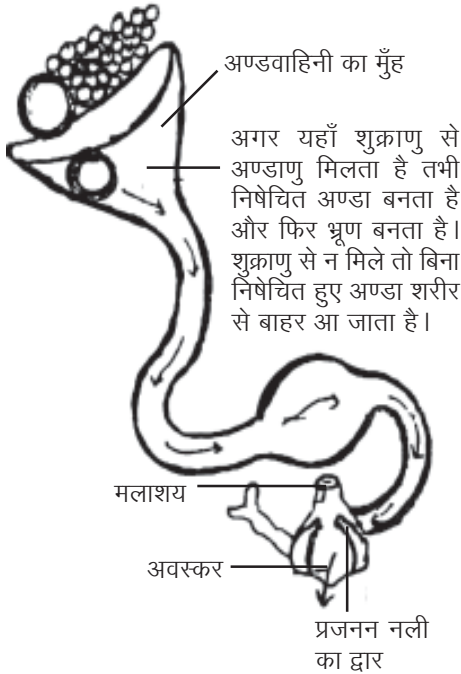 अण्डवाहिनी का मुँह
अगर यहाँ शुक्राणु से
अण्डाणु मिलता है तभी
निषेचित अण्डा बनता है
और फिर भ्रूण बनता है।
शुक्राणु से न मिले तो बिना
निषेचित हुए अण्डा शरीर
से बाहर आ जाता है।
मलाशय
अवस्कर
प्रजनन नली
का द्वार